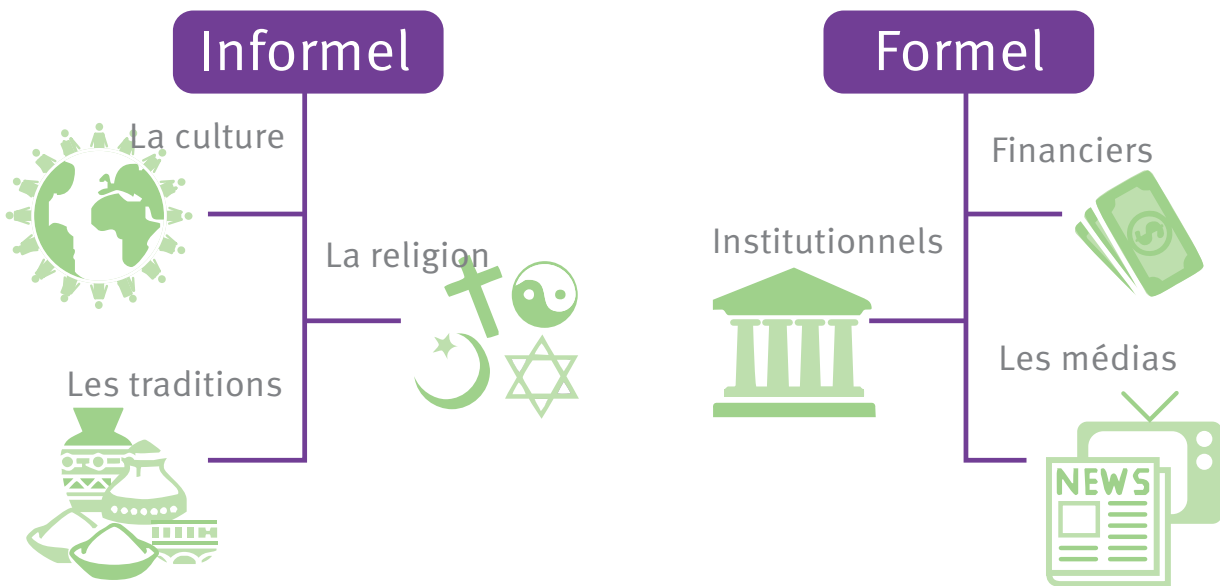 Informel
La culture
La religion
Les traditions
Formel
Financiers
Institutionnels
Les médias
NEWS